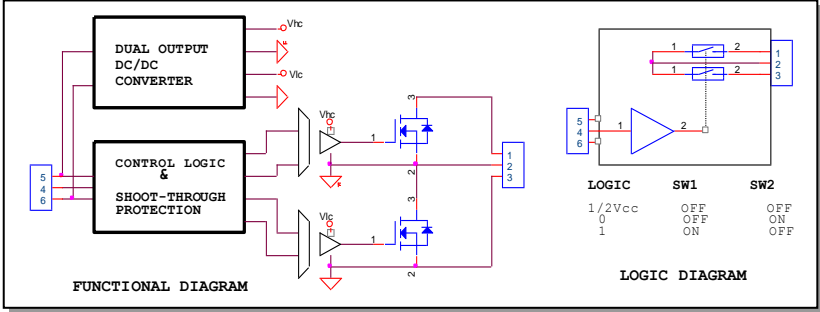 DUAL OUTPUT
DC/DC
CONVERTER
Vhc
F
Vlc
CONTROL LOGIC
&
SHOOT-THROUGH
PROTECTION
5
4
6
Vhc
1
3
2
F
Vlc
1
3
2
1
2
3
FUNCTIONAL DIAGRAM
1 2
1 2
1
2
3
5
4
6
1 2
LOGIC SW1 SW2
1/2Vcc OFF OFF
0 OFF ON
1 ON OFF
LOGIC DIAGRAM